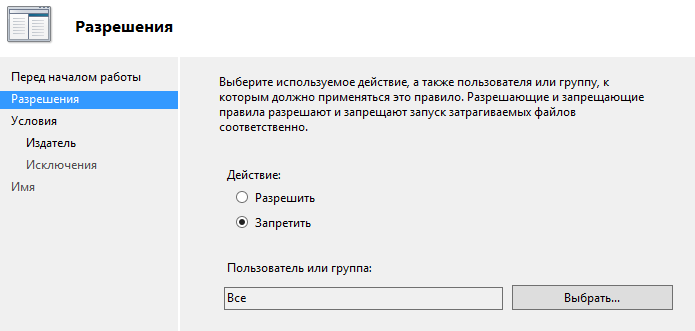 Разрешения
Перед началом работы
Разрешения
Условия
Издатель
Исключения
Имя
Выберите используемое действие, а также пользователя или группу, к
которым должно применяться это правило. Разрешающие и запрещающие
правила разрешают и запрещают запуск затрагиваемых файлов
соответственно.
Действие:
Разрешить
Запретить
Пользователь или группа:
Все
Выбрать...